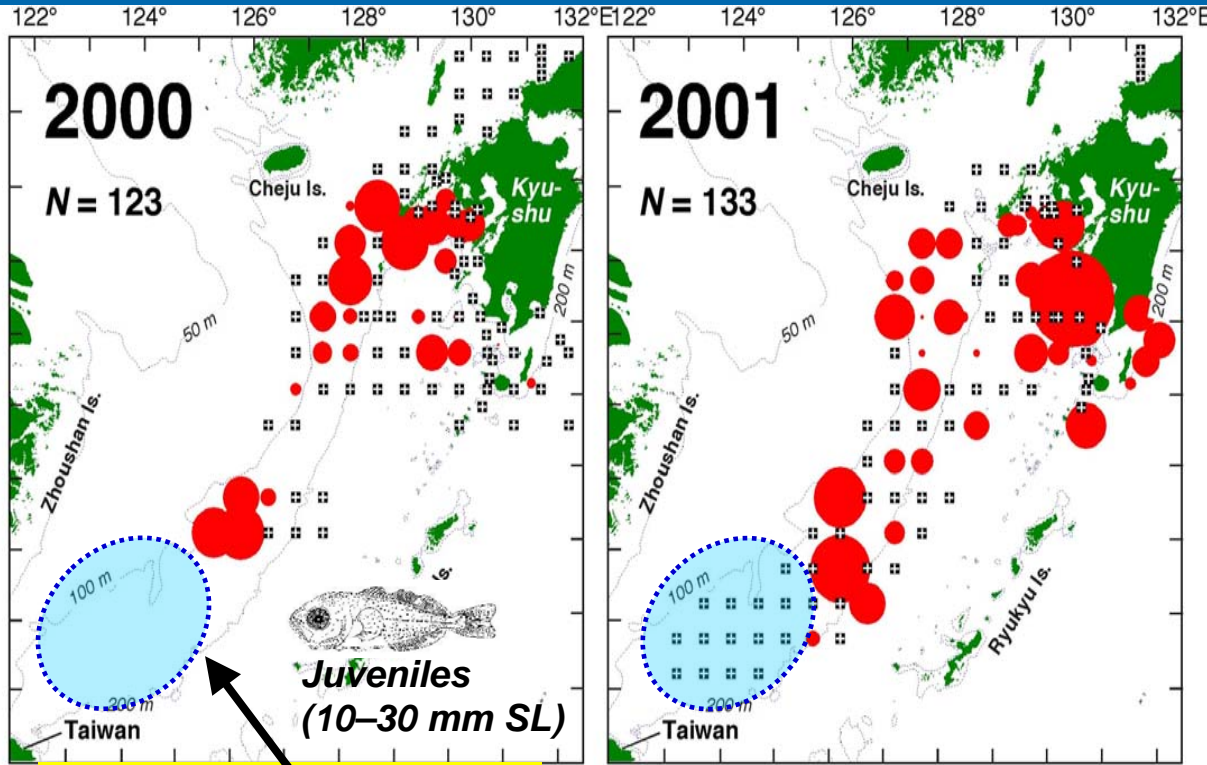 122° 124° 126° 128° 130° 132°E 122° 124° 126° 128° 130° 132°E
2000
N = 123
Cheju Is.
Kyu-
shu
200 m
50 m
Zhoushan Is.
100 m
200 m
Taiwan
Is.
Juveniles
(10–30 mm SL)
2001
N = 133
Cheju Is.
Kyu-
shu
200 m
50 m
Zhoushan Is.
100 m
200 m
Taiwan
Ryukyu Is.